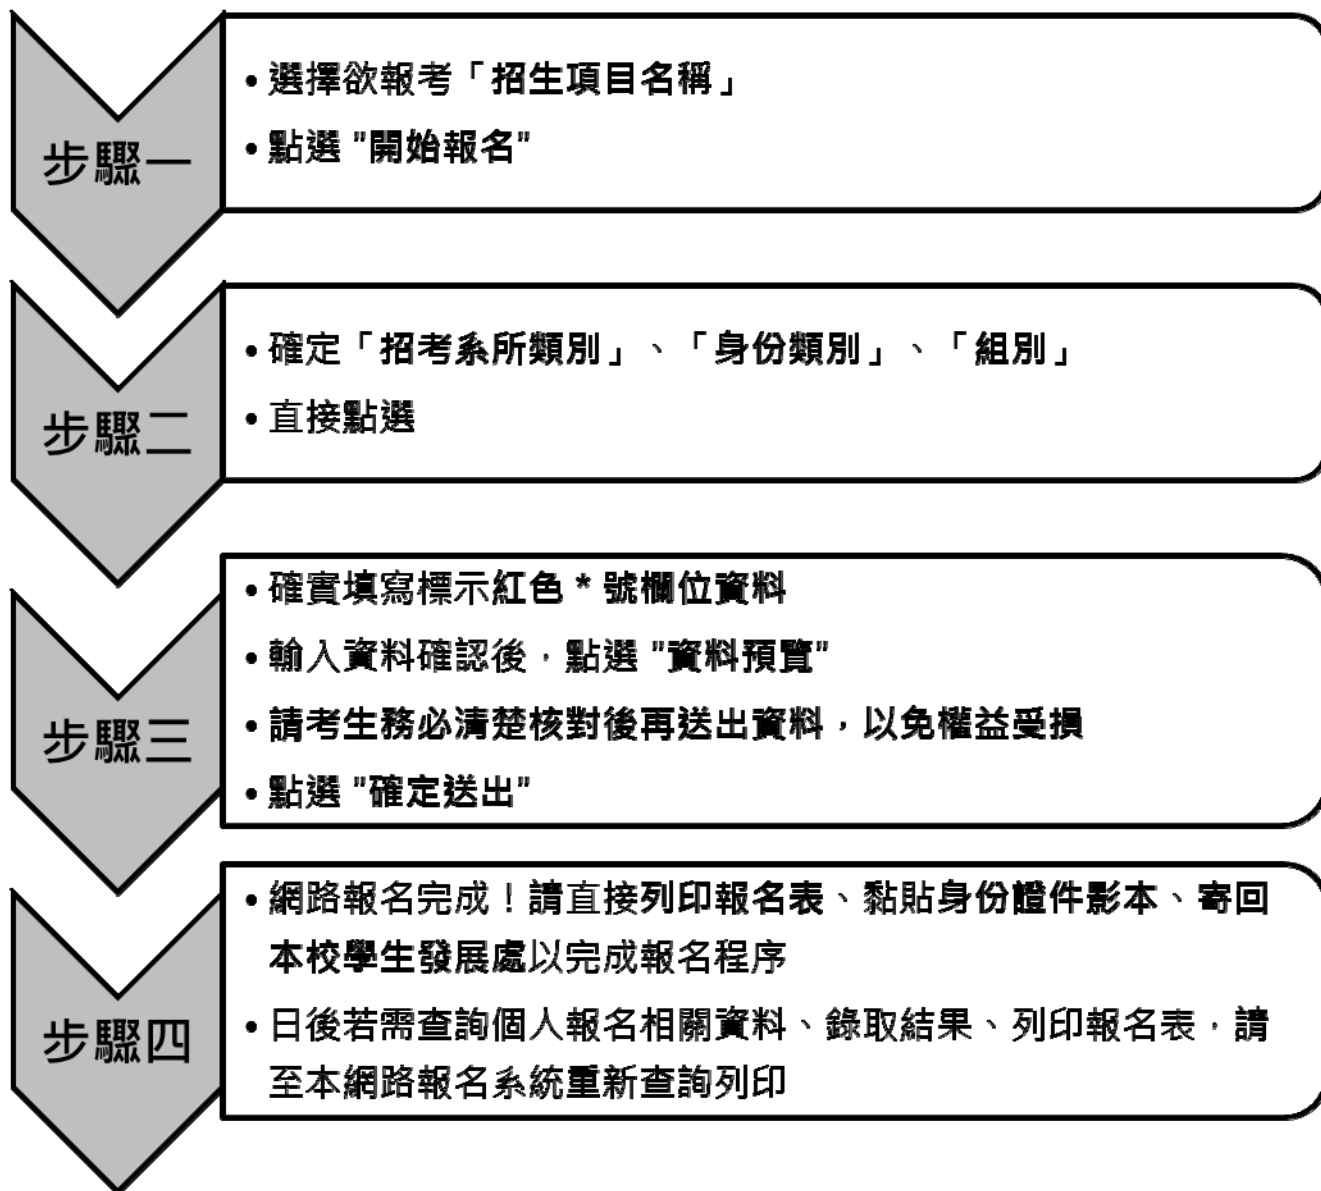 步驟一
•選擇欲報考「招生項目名稱」
•點選 "開始報名"
步驟二
•確定「招考系所類別」、「身份類別」、「組別」
•直接點選
步驟三
•確實填寫標示紅色 * 號欄位資料
•輸入資料確認後，點選 "資料預覽"
•請考生務必清楚核對後再送出資料，以免權益受損
•點選 "確定送出"
步驟四
•網路報名完成！請直接列印報名表、黏貼身份證件影本、寄回
本校學生發展處以完成報名程序
•日後若需查詢個人報名相關資料、錄取結果、列印報名表，請
至本網路報名系統重新查詢列印